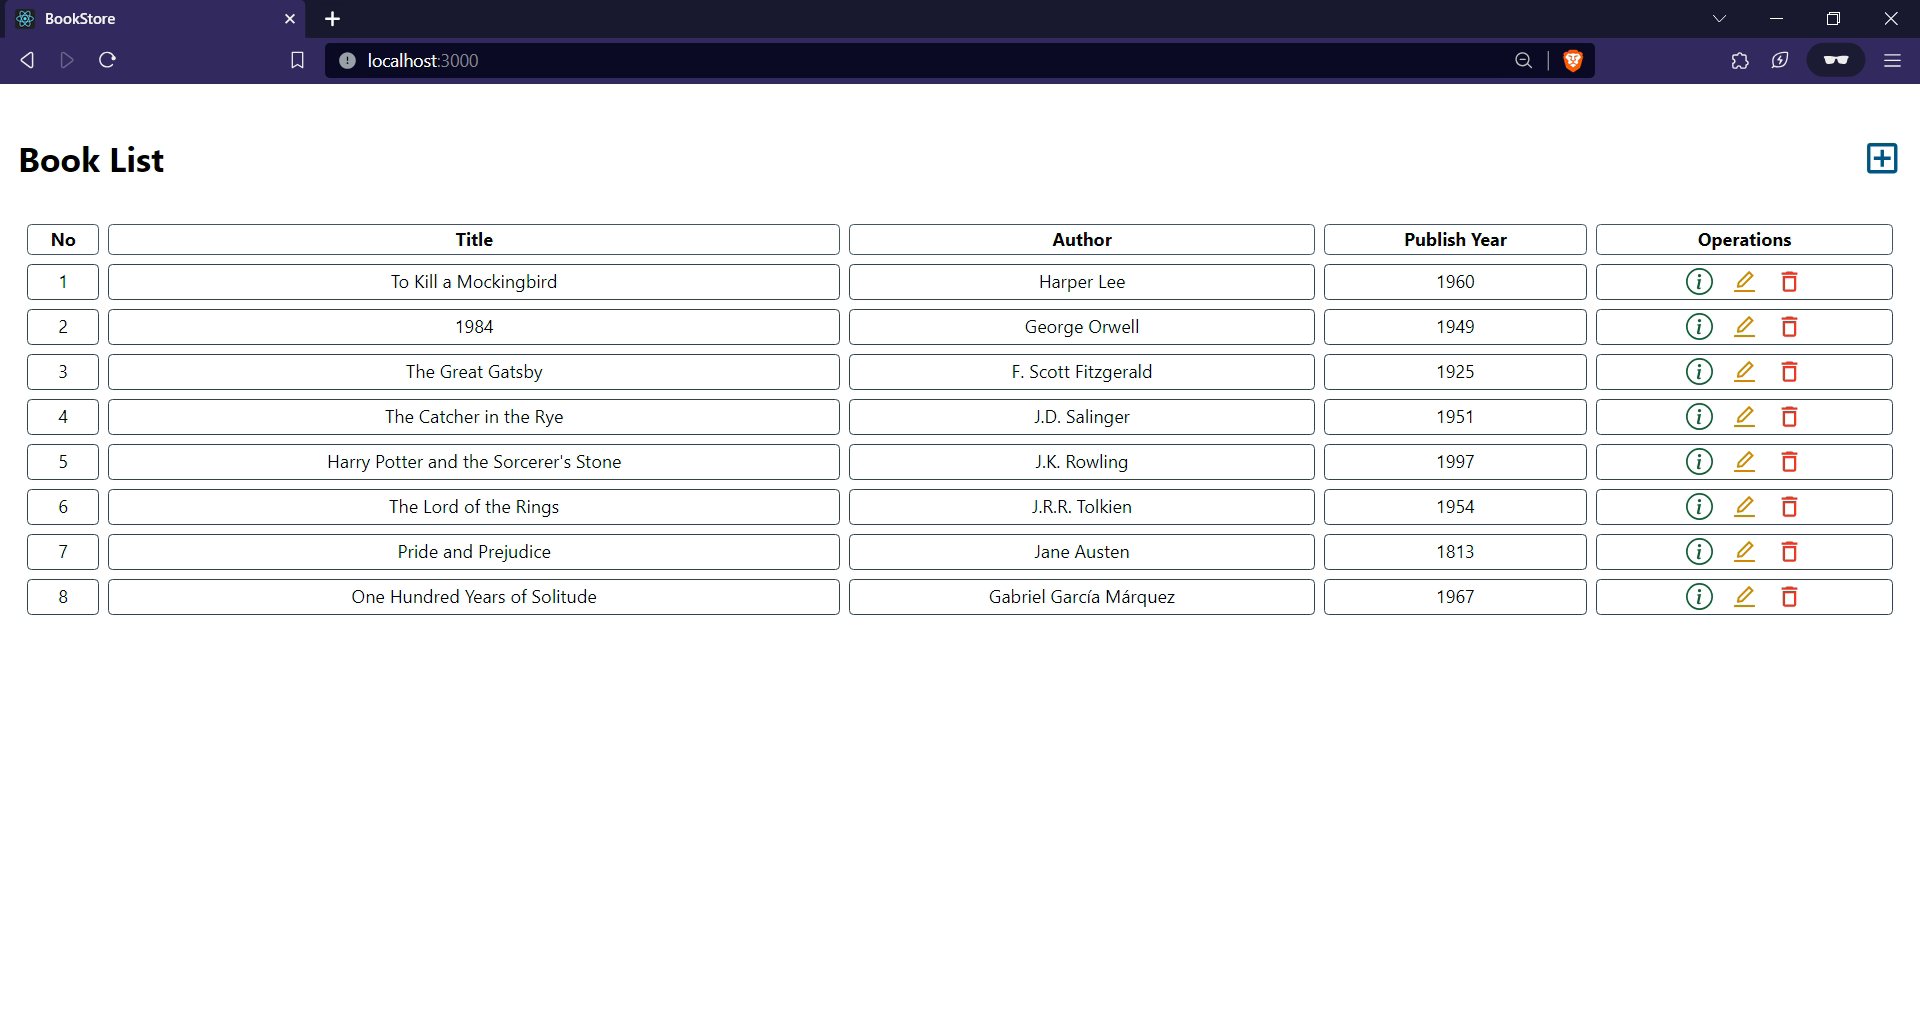 BookStore
localhost:3000
Book List
No Title Author Publish Year Operations
1 To Kill a Mockingbird Harper Lee 1960
2 1984 George Orwell 1949
3 The Great Gatsby F. Scott Fitzgerald 1925
4 The Catcher in the Rye J.D. Salinger 1951
5 Harry Potter and the Sorcerer's Stone J.K. Rowling 1997
6 The Lord of the Rings J.R.R. Tolkien 1954
7 Pride and Prejudice Jane Austen 1813
8 One Hundred Years of Solitude Gabriel García Márquez 1967